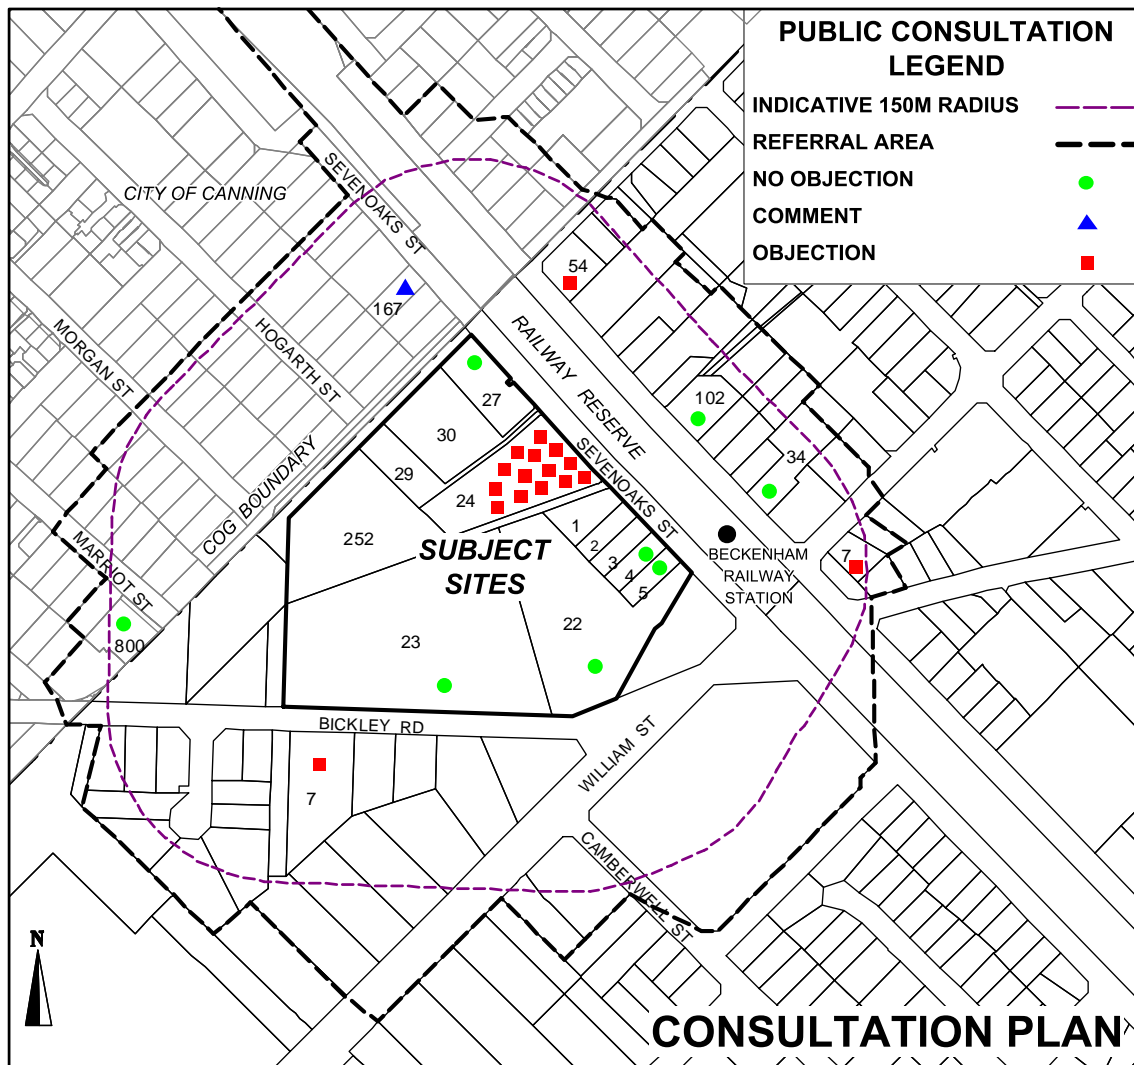 PUBLIC CONSULTATION
LEGEND
INDICATIVE 150M RADIUS
REFERRAL AREA
NO OBJECTION
COMMENT
OBJECTION
CITY OF CANNING
SEVENOAKS ST
54
167
MORGAN ST
HOGARTH ST
RAILWAY RESERVE
27
102
30
SEVENOAKS ST
34
29
24
COG BOUNDARY
252
SUBJECT
SITES
1
2
3
4
5
BECKENHAM
RAILWAY
STATION
7
MARRIOT ST
800
23
22
BICKLEY RD
WILLIAM ST
7
CAMBERWELL ST
N
CONSULTATION PLAN